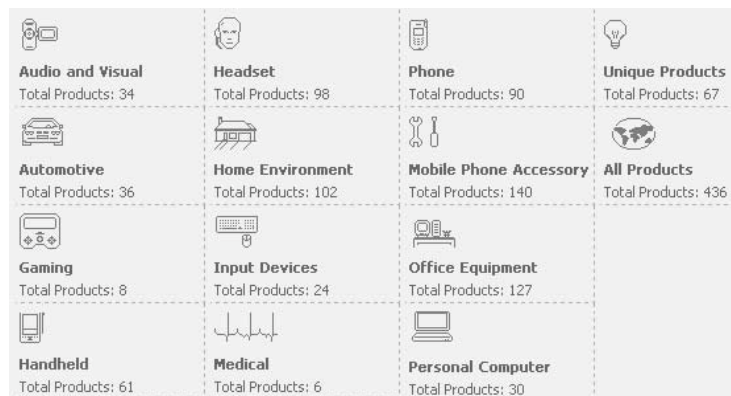 Audio and Visual
Total Products: 34
Headset
Total Products: 98
Phone
Total Products: 90
Unique Products
Total Products: 67
Automotive
Total Products: 36
Home Environment
Total Products: 102
Mobile Phone Accessory
Total Products: 140
All Products
Total Products: 436
Gaming
Total Products: 8
Input Devices
Total Products: 24
Office Equipment
Total Products: 127
Handheld
Total Products: 61
Medical
Total Products: 6
Personal Computer
Total Products: 30